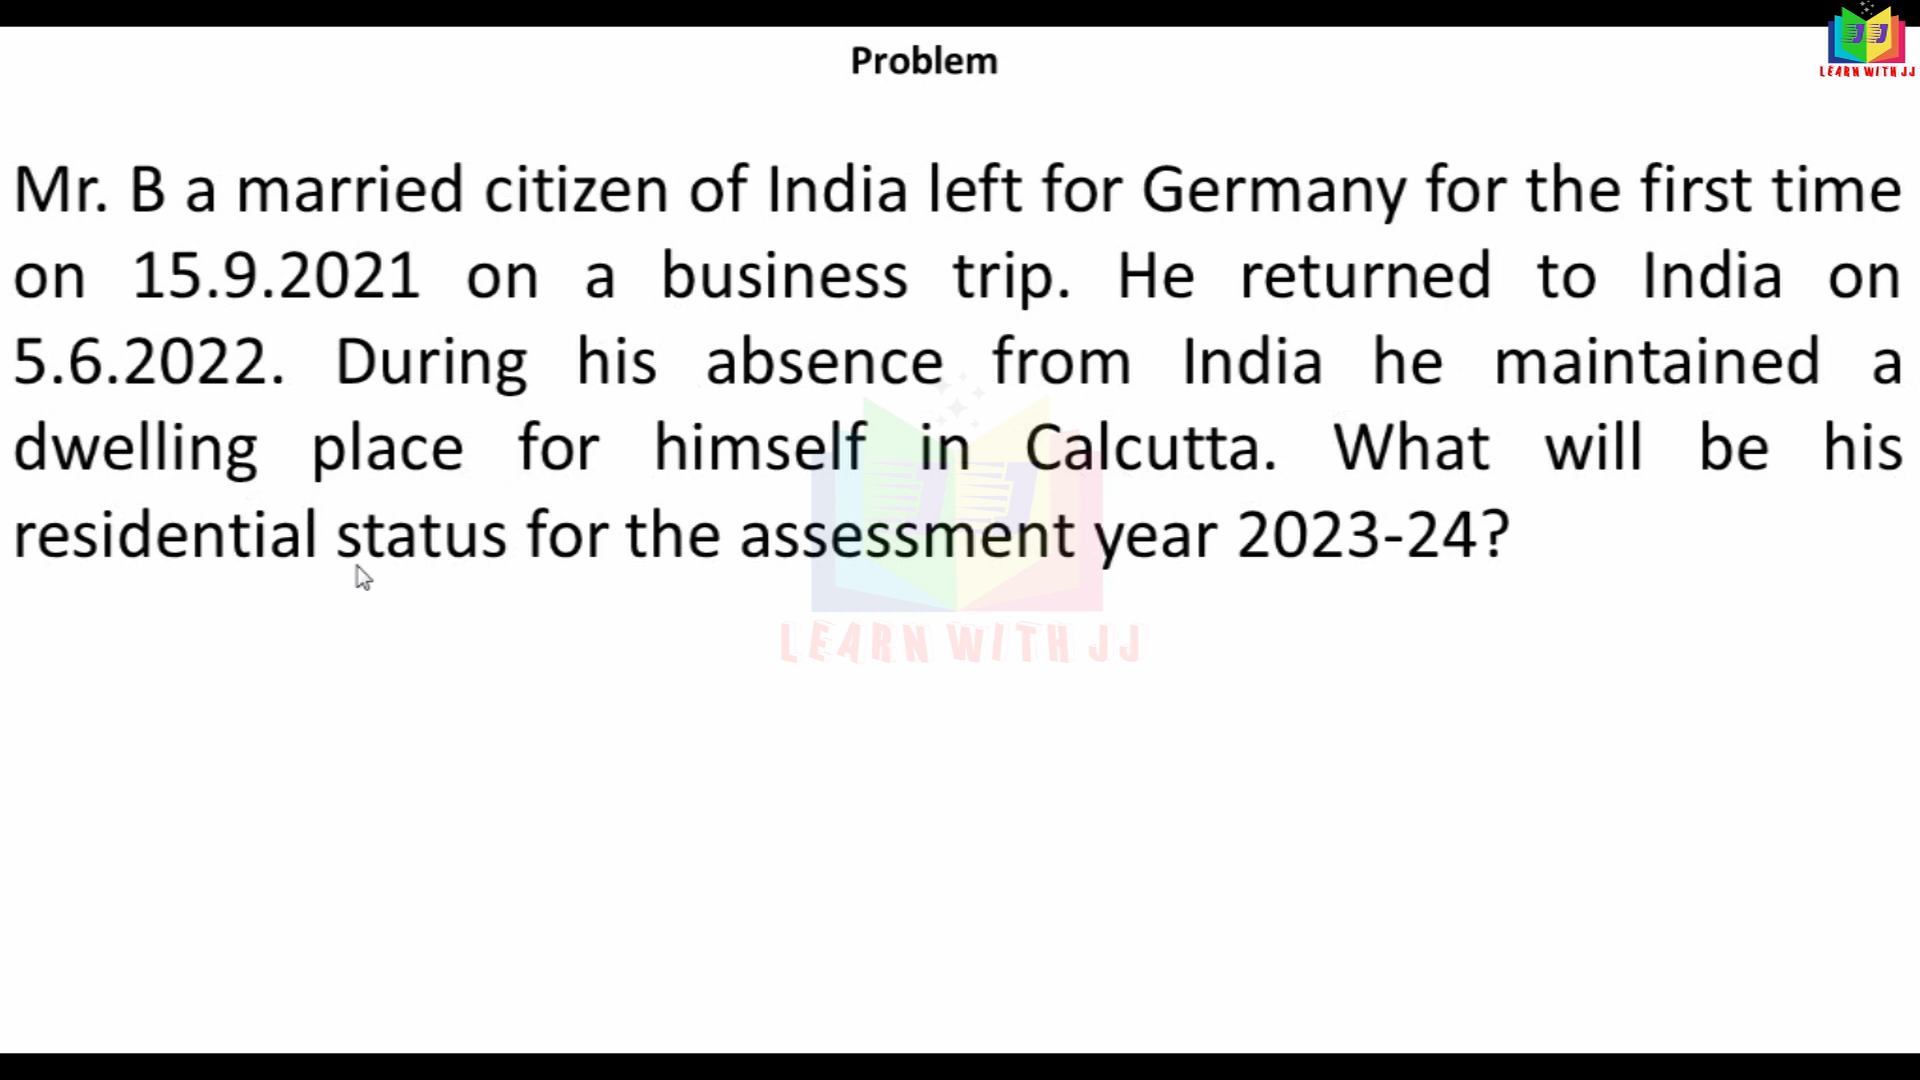 LEARN WITH JJ
Problem
Mr. B a married citizen of India left for Germany for the first time
on 15.9.2021 on a business trip. He returned to India on
5.6.2022. During his absence from India he maintained a
dwelling place for himself in Calcutta. What will be his
residential status for the assessment year 2023-24?
LEARN WITH JJ